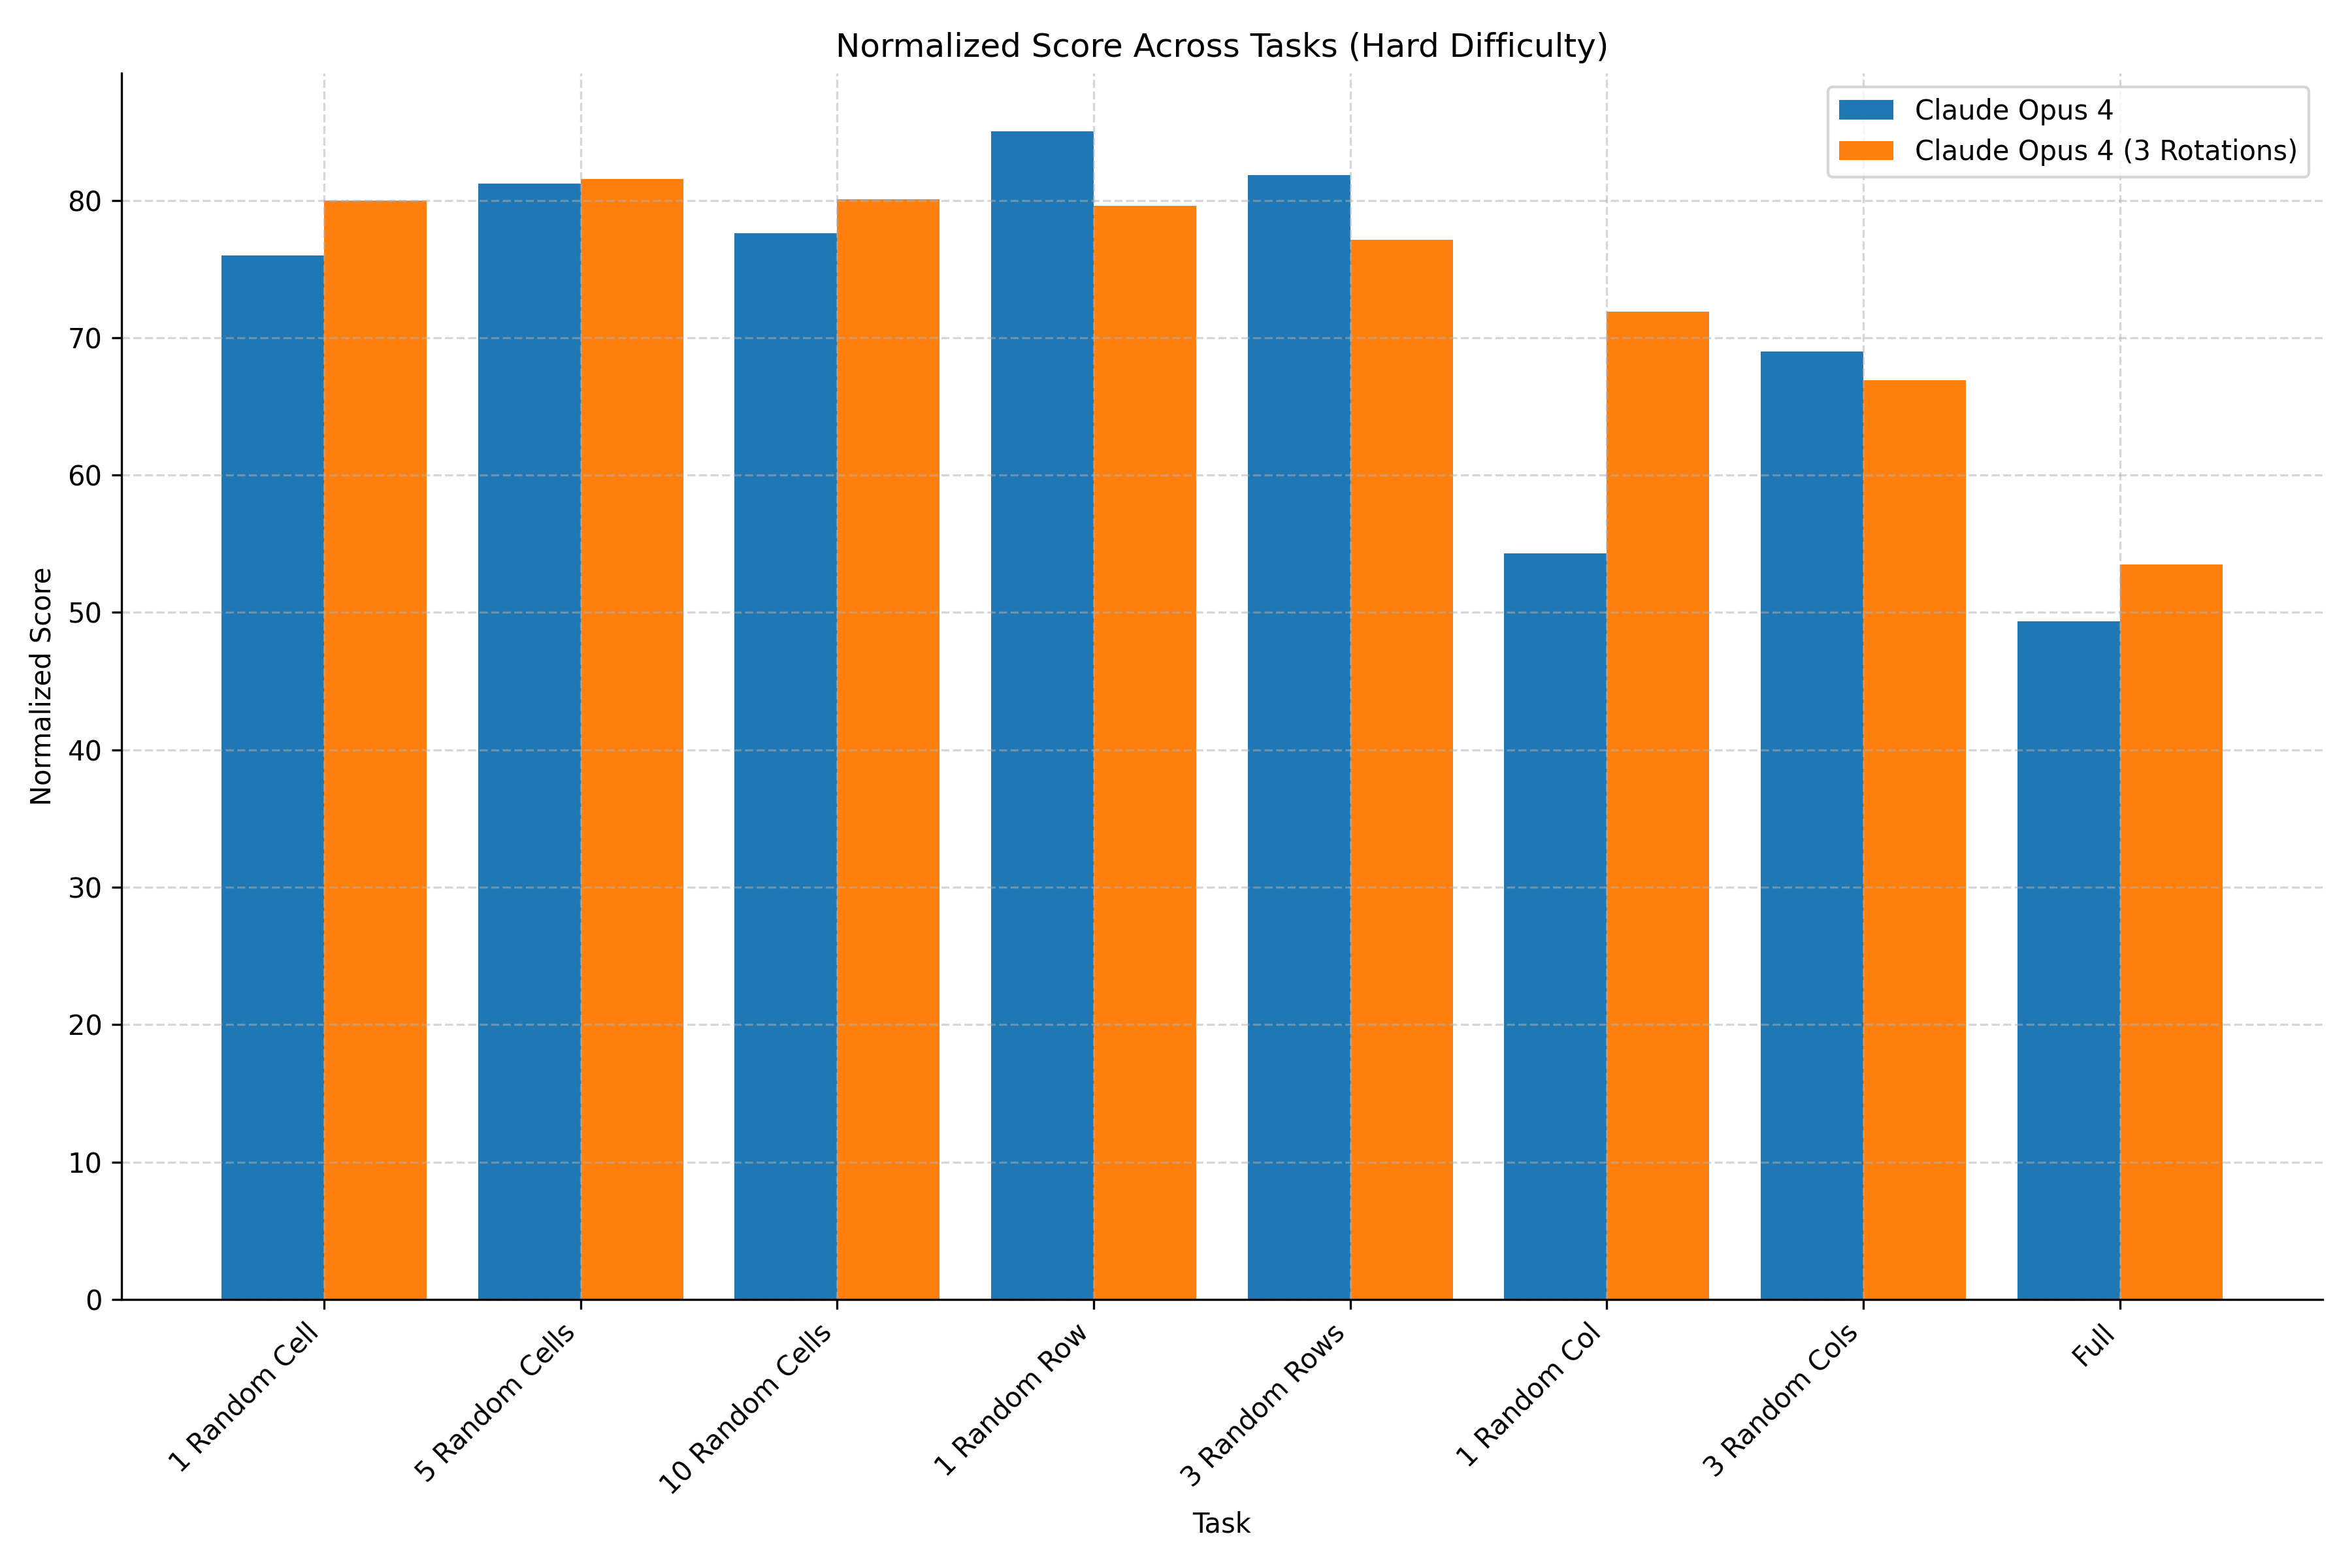 Normalized Score Across Tasks (Hard Difficulty)
Claude Opus 4
Claude Opus 4 (3 Rotations)
Normalized Score
80
70
60
50
40
30
20
10
0
1 Random Cell
5 Random Cells
10 Random Cells
1 Random Row
3 Random Rows
1 Random Col
3 Random Cols
Full
Task